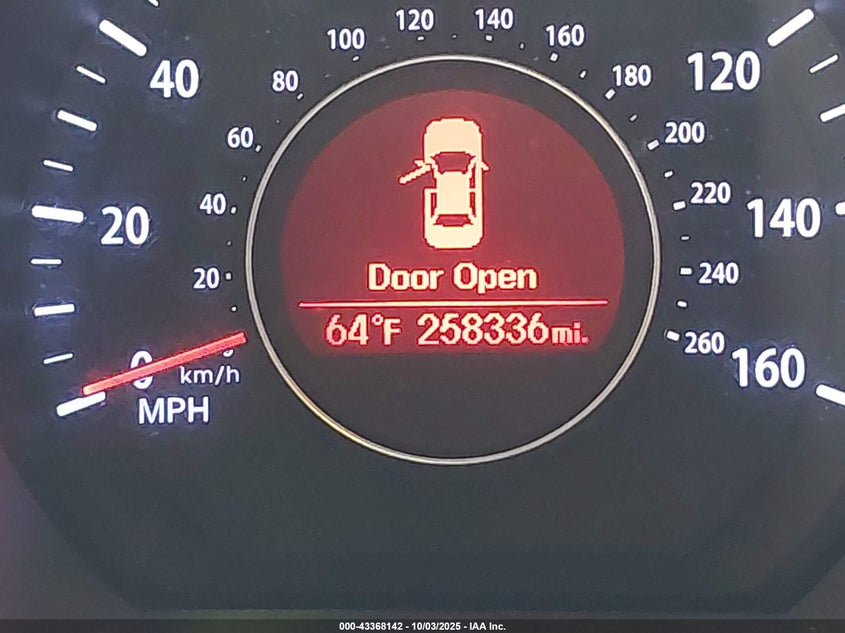 120 140
100 160
40 80 180 120
60 200
20 40 220 140
20 Door Open 240
64°F 258336mi. 260
0 km/h 160
MPH
000-43368142 - 10/03/2025 - IAA Inc.